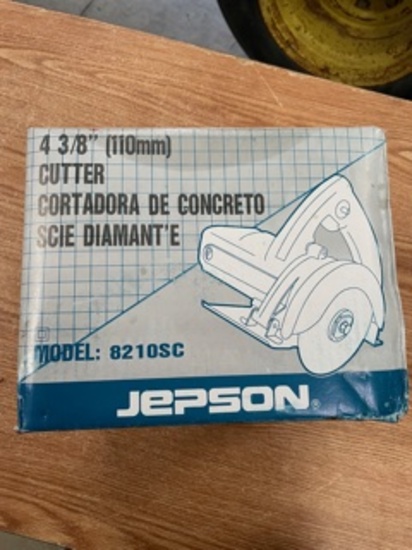 4 3/8" (110mm)
CUTTER
CORTADORA DE CONCRETO
SCIE DIAMANT'E
MODEL: 8210SC
JEPSON®